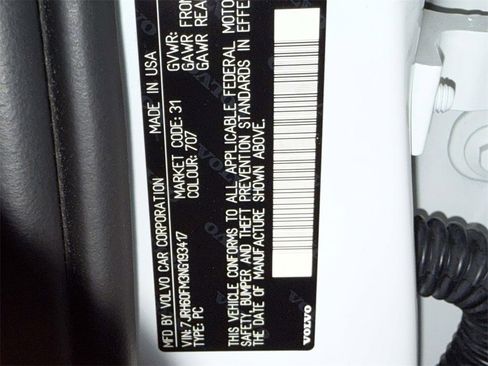 MFD BY VOLVO CAR CORPORATION MADE IN USA
VIN: 7JRH60FM3NG193417 GVWR:
TYPE: PC MARKET CODE: 31 GAWR FRON
COLOUR: 707 GAWR REA
THIS VEHICLE CONFORMS TO ALL APPLICABLE FEDERAL MOTO
SAFETY, BUMPER AND THEFT PREVENTION STANDARDS IN EFFE
DATE OF MANUFACTURE SHOWN ABOVE.
VOLVO